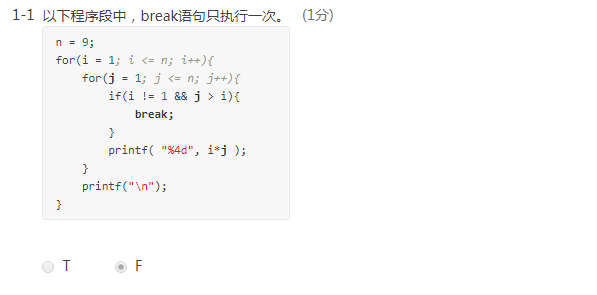 1-1 以下程序段中，break语句只执行一次。 (1分)
n = 9;
for(i = 1; i <= n; i++){
for(j = 1; j <= n; j++){
if(i != 1 && j > i){
break;
}
printf( "%4d", i*j );
}
printf("\n");
}
T F